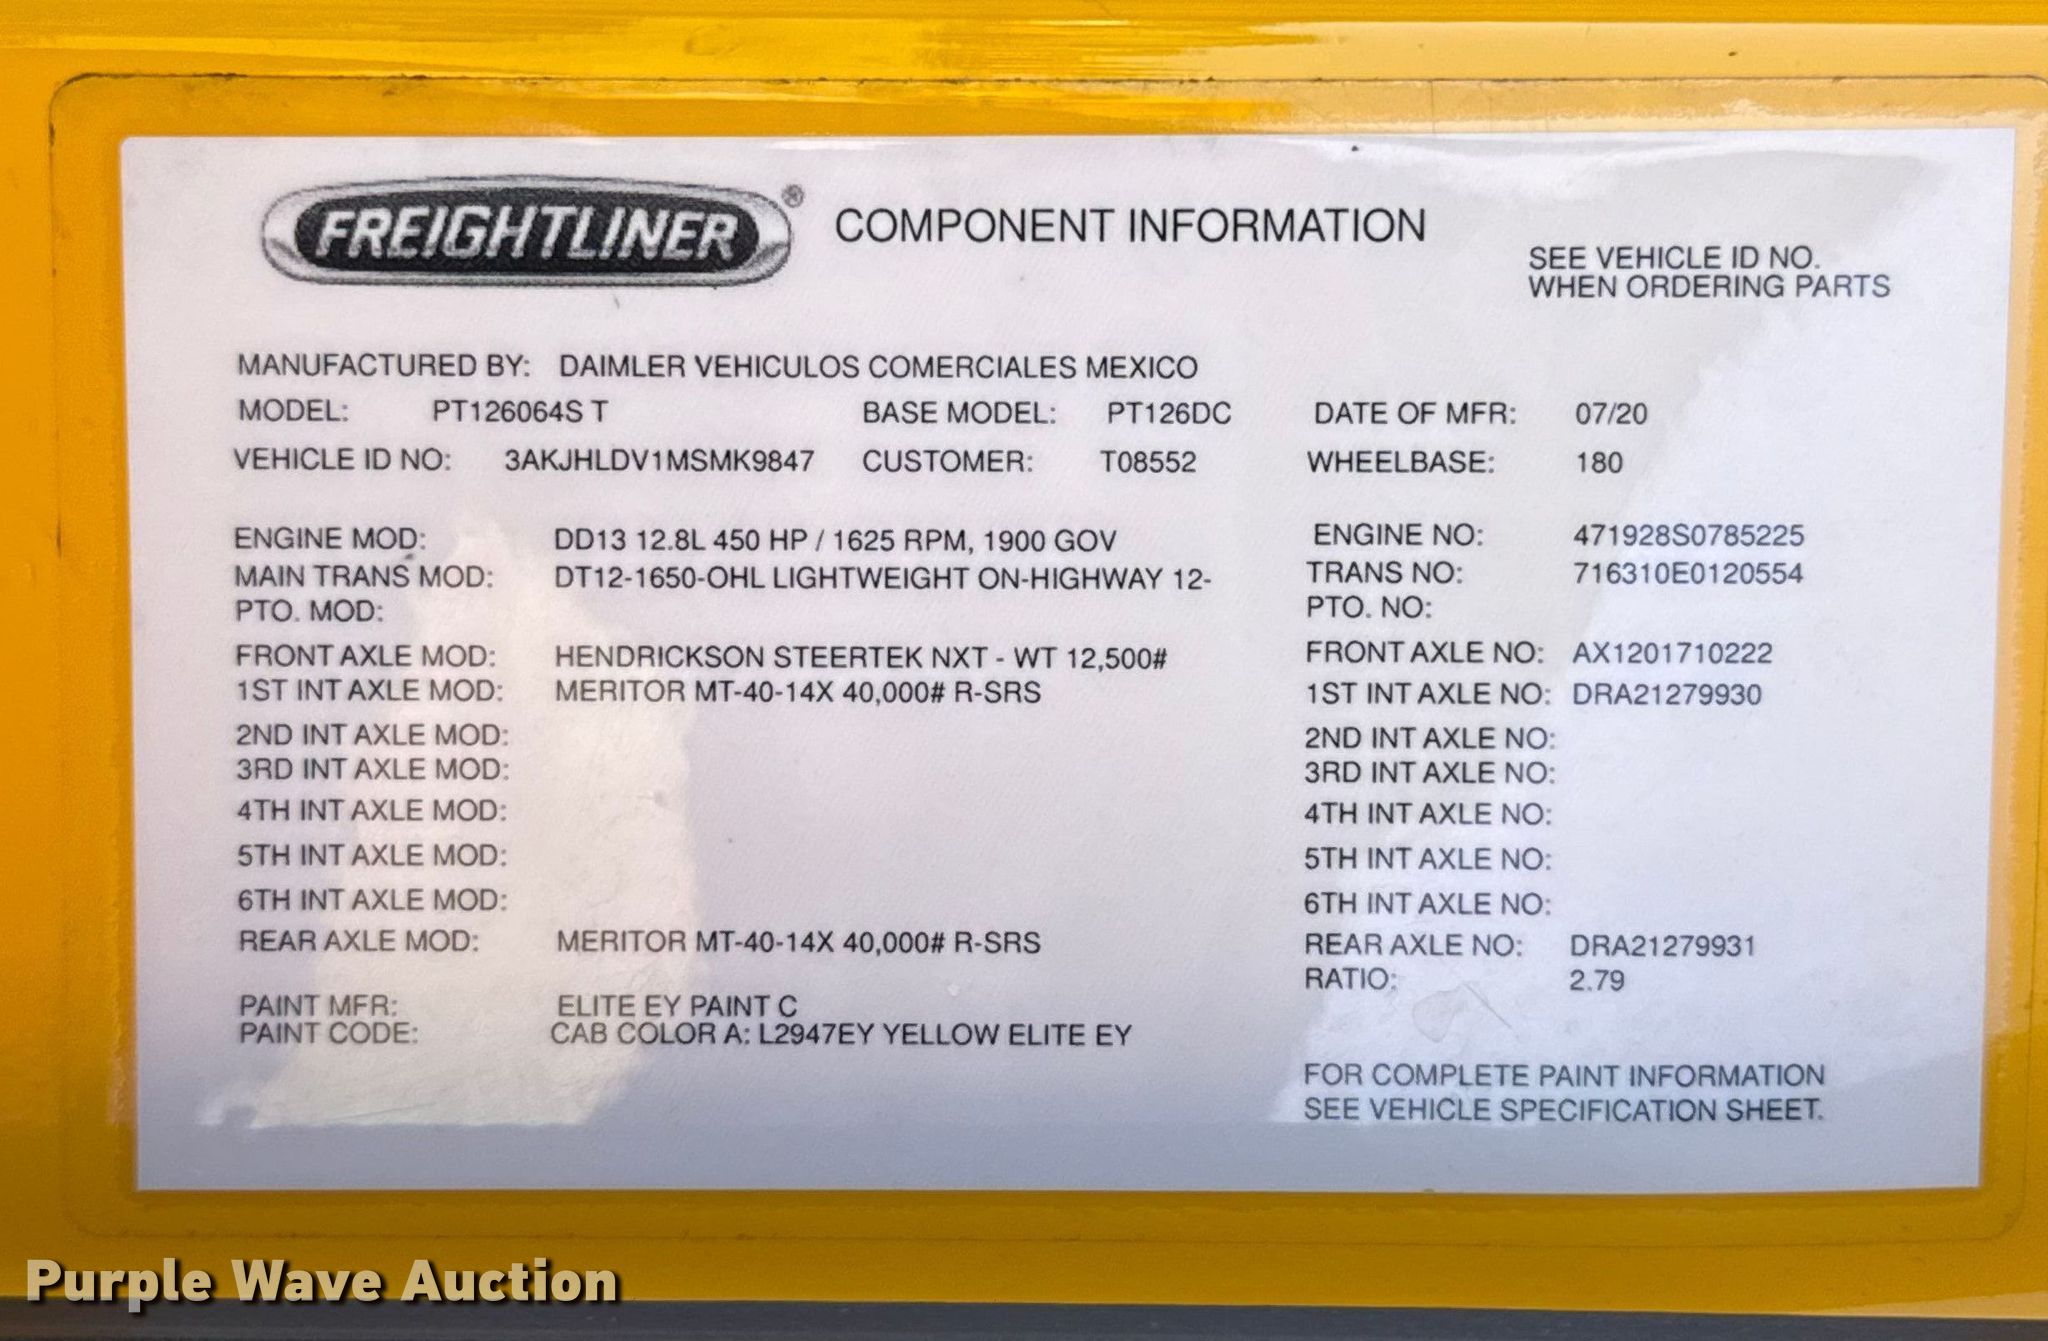 FREIGHTLINER® COMPONENT INFORMATION
SEE VEHICLE ID NO.
WHEN ORDERING PARTS
MANUFACTURED BY: DAIMLER VEHICULOS COMERCIALES MEXICO
MODEL: PT126064S T BASE MODEL: PT126DC DATE OF MFR: 07/20
VEHICLE ID NO: 3AKJHLDV1MSMK9847 CUSTOMER: T08552 WHEELBASE: 180
ENGINE MOD: DD13 12.8L 450 HP / 1625 RPM, 1900 GOV ENGINE NO: 471928S0785225
MAIN TRANS MOD: DT12-1650-OHL LIGHTWEIGHT ON-HIGHWAY 12- TRANS NO: 716310E0120554
PTO. MOD: PTO. NO:
FRONT AXLE MOD: HENDRICKSON STEERTEK NXT - WT 12,500# FRONT AXLE NO: AX1201710222
1ST INT AXLE MOD: MERITOR MT-40-14X 40,000# R-SRS 1ST INT AXLE NO: DRA21279930
2ND INT AXLE MOD: 2ND INT AXLE NO:
3RD INT AXLE MOD: 3RD INT AXLE NO:
4TH INT AXLE MOD: 4TH INT AXLE NO:
5TH INT AXLE MOD: 5TH INT AXLE NO:
6TH INT AXLE MOD: 6TH INT AXLE NO:
REAR AXLE MOD: MERITOR MT-40-14X 40,000# R-SRS REAR AXLE NO: DRA21279931
RATIO: 2.79
PAINT MFR: ELITE EY PAINT C
PAINT CODE: CAB COLOR A: L2947EY YELLOW ELITE EY
FOR COMPLETE PAINT INFORMATION
SEE VEHICLE SPECIFICATION SHEET.
Purple Wave Auction